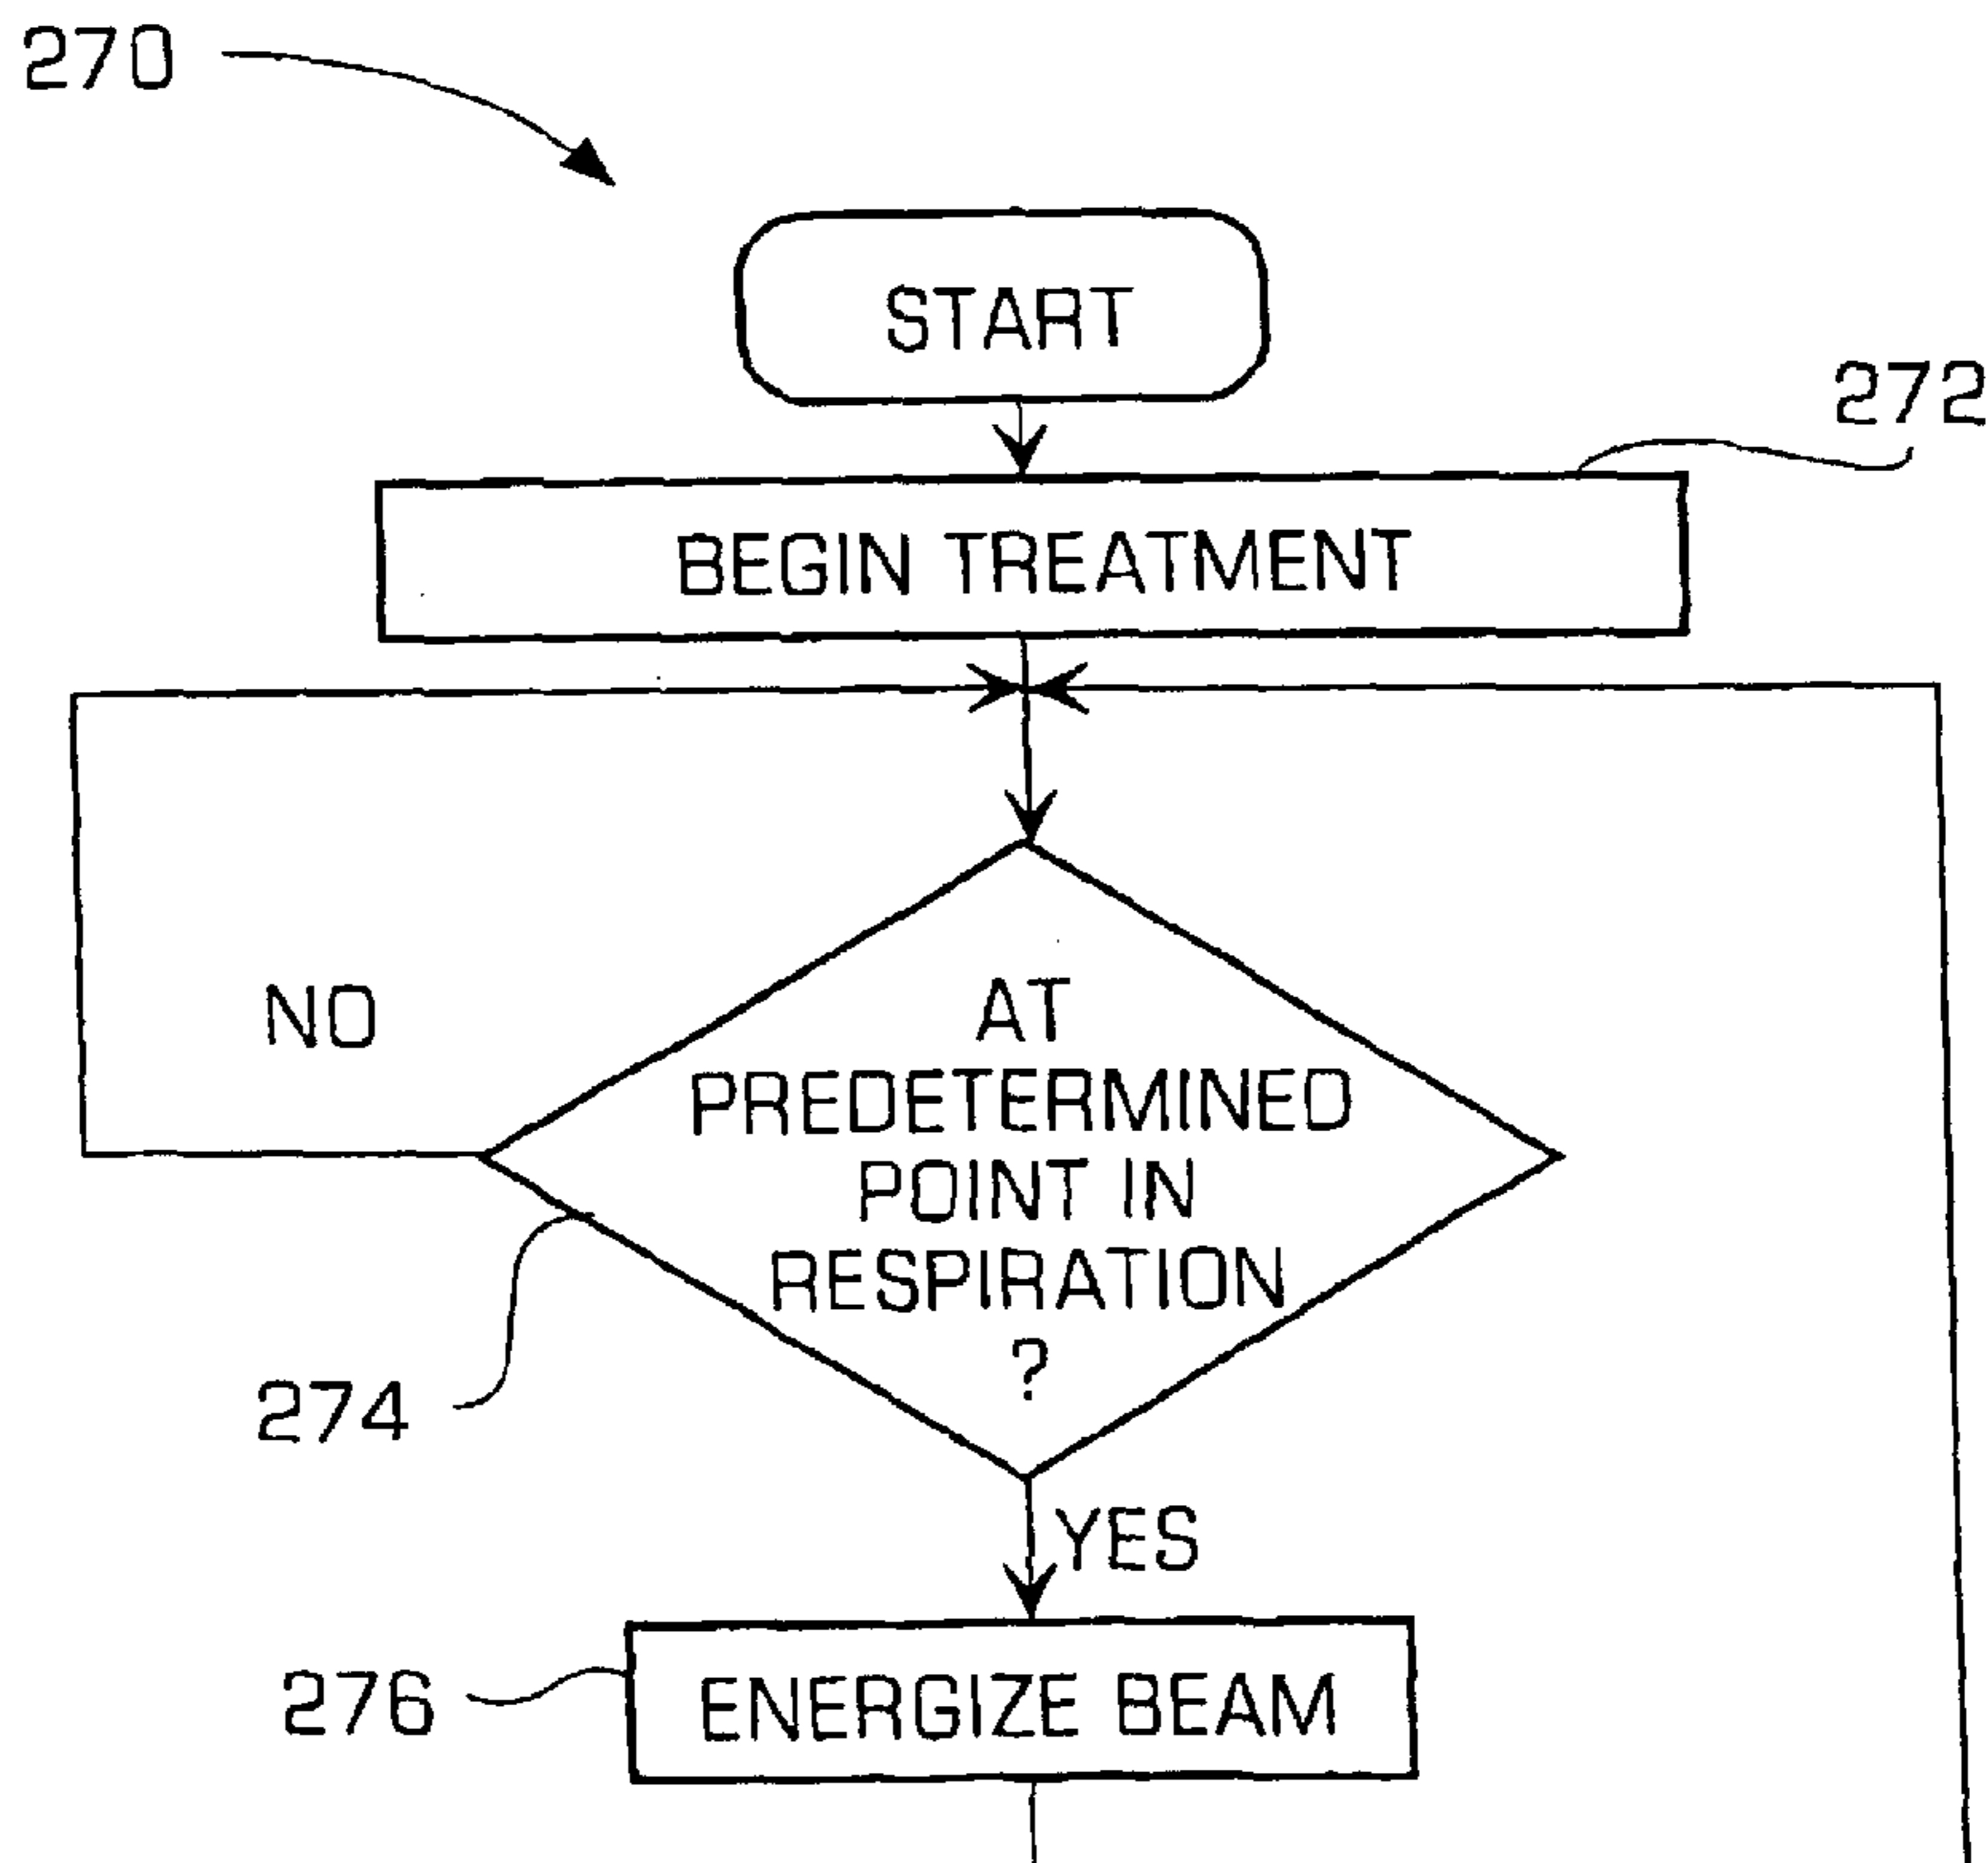 270
START
272
BEGIN TREATMENT
NO
AT
PREDETERMINED
POINT IN
RESPIRATION
?
274
YES
276
ENERGIZE BEAM